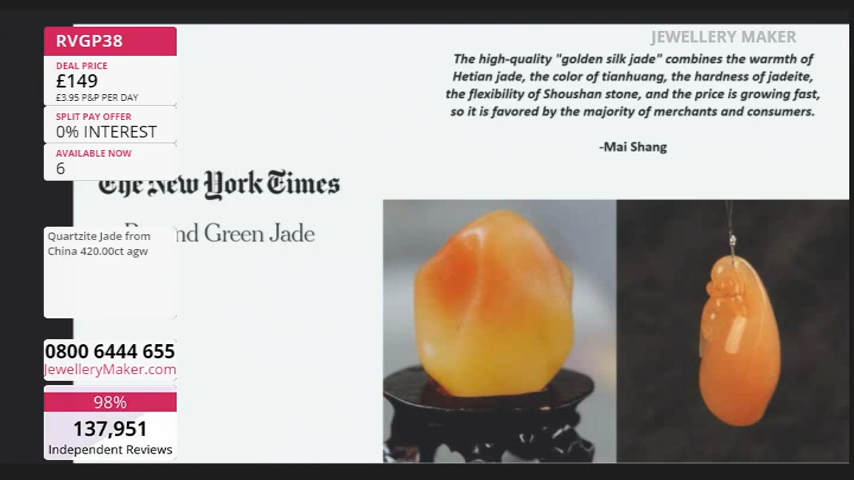 RVGP38
DEAL PRICE
£149
£3.95 P&P PER DAY
SPLIT PAY OFFER
0% INTEREST
AVAILABLE NOW
6
Quartzite Jade from
China 420.00ct agw
0800 6444 655
JewelleryMaker.com
98%
137,951
Independent Reviews
The New York Times
nd Green Jade
JEWELLERY MAKER
The high-quality "golden silk jade" combines the warmth of
Hetian jade, the color of tianhuang, the hardness of jadeite,
the flexibility of Shoushan stone, and the price is growing fast,
so it is favored by the majority of merchants and consumers.
-Mai Shang